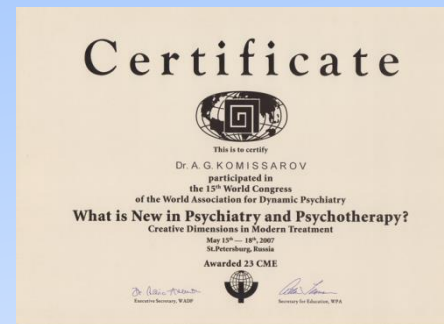 Certificate
This is to certify
Dr. A. G. KOMISSAROV
participated in
the 15th World Congress
of the World Association for Dynamic Psychiatry
What is New in Psychiatry and Psychotherapy?
Creative Dimensions in Modern Treatment
May 15th — 18th, 2007
St.Petersburg, Russia
Awarded 23 CME
Executive Secretary, WADP
Secretary for Education, WPA